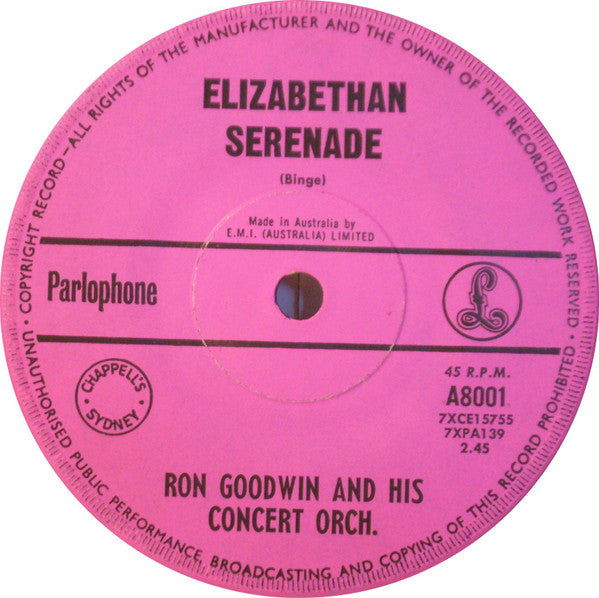 COPYRIGHT RECORD—ALL RIGHTS OF THE MANUFACTURER AND THE OWNER OF THE RECORDED WORK RESERVED •
UNAUTHORISED PUBLIC PERFORMANCE, BROADCASTING AND COPYING OF THIS RECORD PROHIBITED •
ELIZABETHAN
SERENADE
(Binge)
Made in Australia by
E.M.I. (AUSTRALIA) LIMITED
Parlophone
£
CHAPPELL'S
• SYDNEY •
45 R.P.M.
A8001
7XCE15755
7XPA139
2.45
RON GOODWIN AND HIS
CONCERT ORCH.